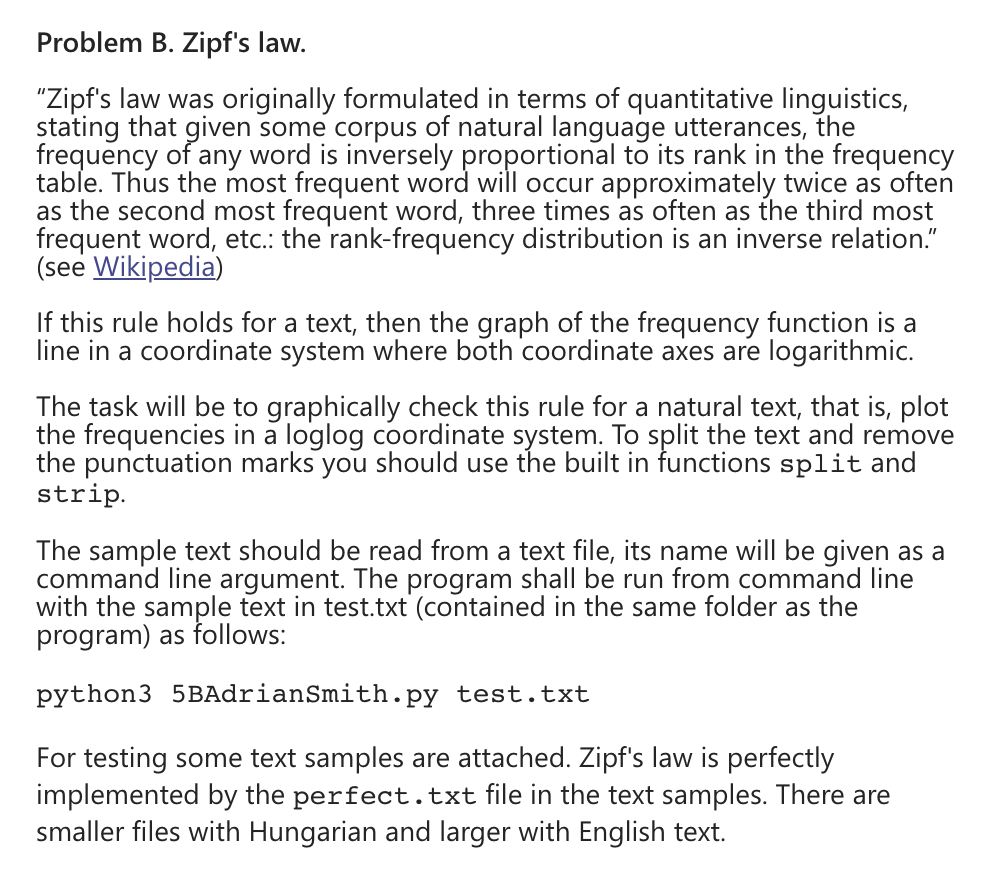 Problem B. Zipf's law.
“Zipf's law was originally formulated in terms of quantitative linguistics,
stating that given some corpus of natural language utterances, the
frequency of any word is inversely proportional to its rank in the frequency
table. Thus the most frequent word will occur approximately twice as often
as the second most frequent word, three times as often as the third most
frequent word, etc.: the rank-frequency distribution is an inverse relation.”
(see Wikipedia)
If this rule holds for a text, then the graph of the frequency function is a
line in a coordinate system where both coordinate axes are logarithmic.
The task will be to graphically check this rule for a natural text, that is, plot
the frequencies in a loglog coordinate system. To split the text and remove
the punctuation marks you should use the built in functions split and
strip.
The sample text should be read from a text file, its name will be given as a
command line argument. The program shall be run from command line
with the sample text in test.txt (contained in the same folder as the
program) as follows:
python3 5BAdrianSmith.py test.txt
For testing some text samples are attached. Zipf's law is perfectly
implemented by the perfect.txt file in the text samples. There are
smaller files with Hungarian and larger with English text.